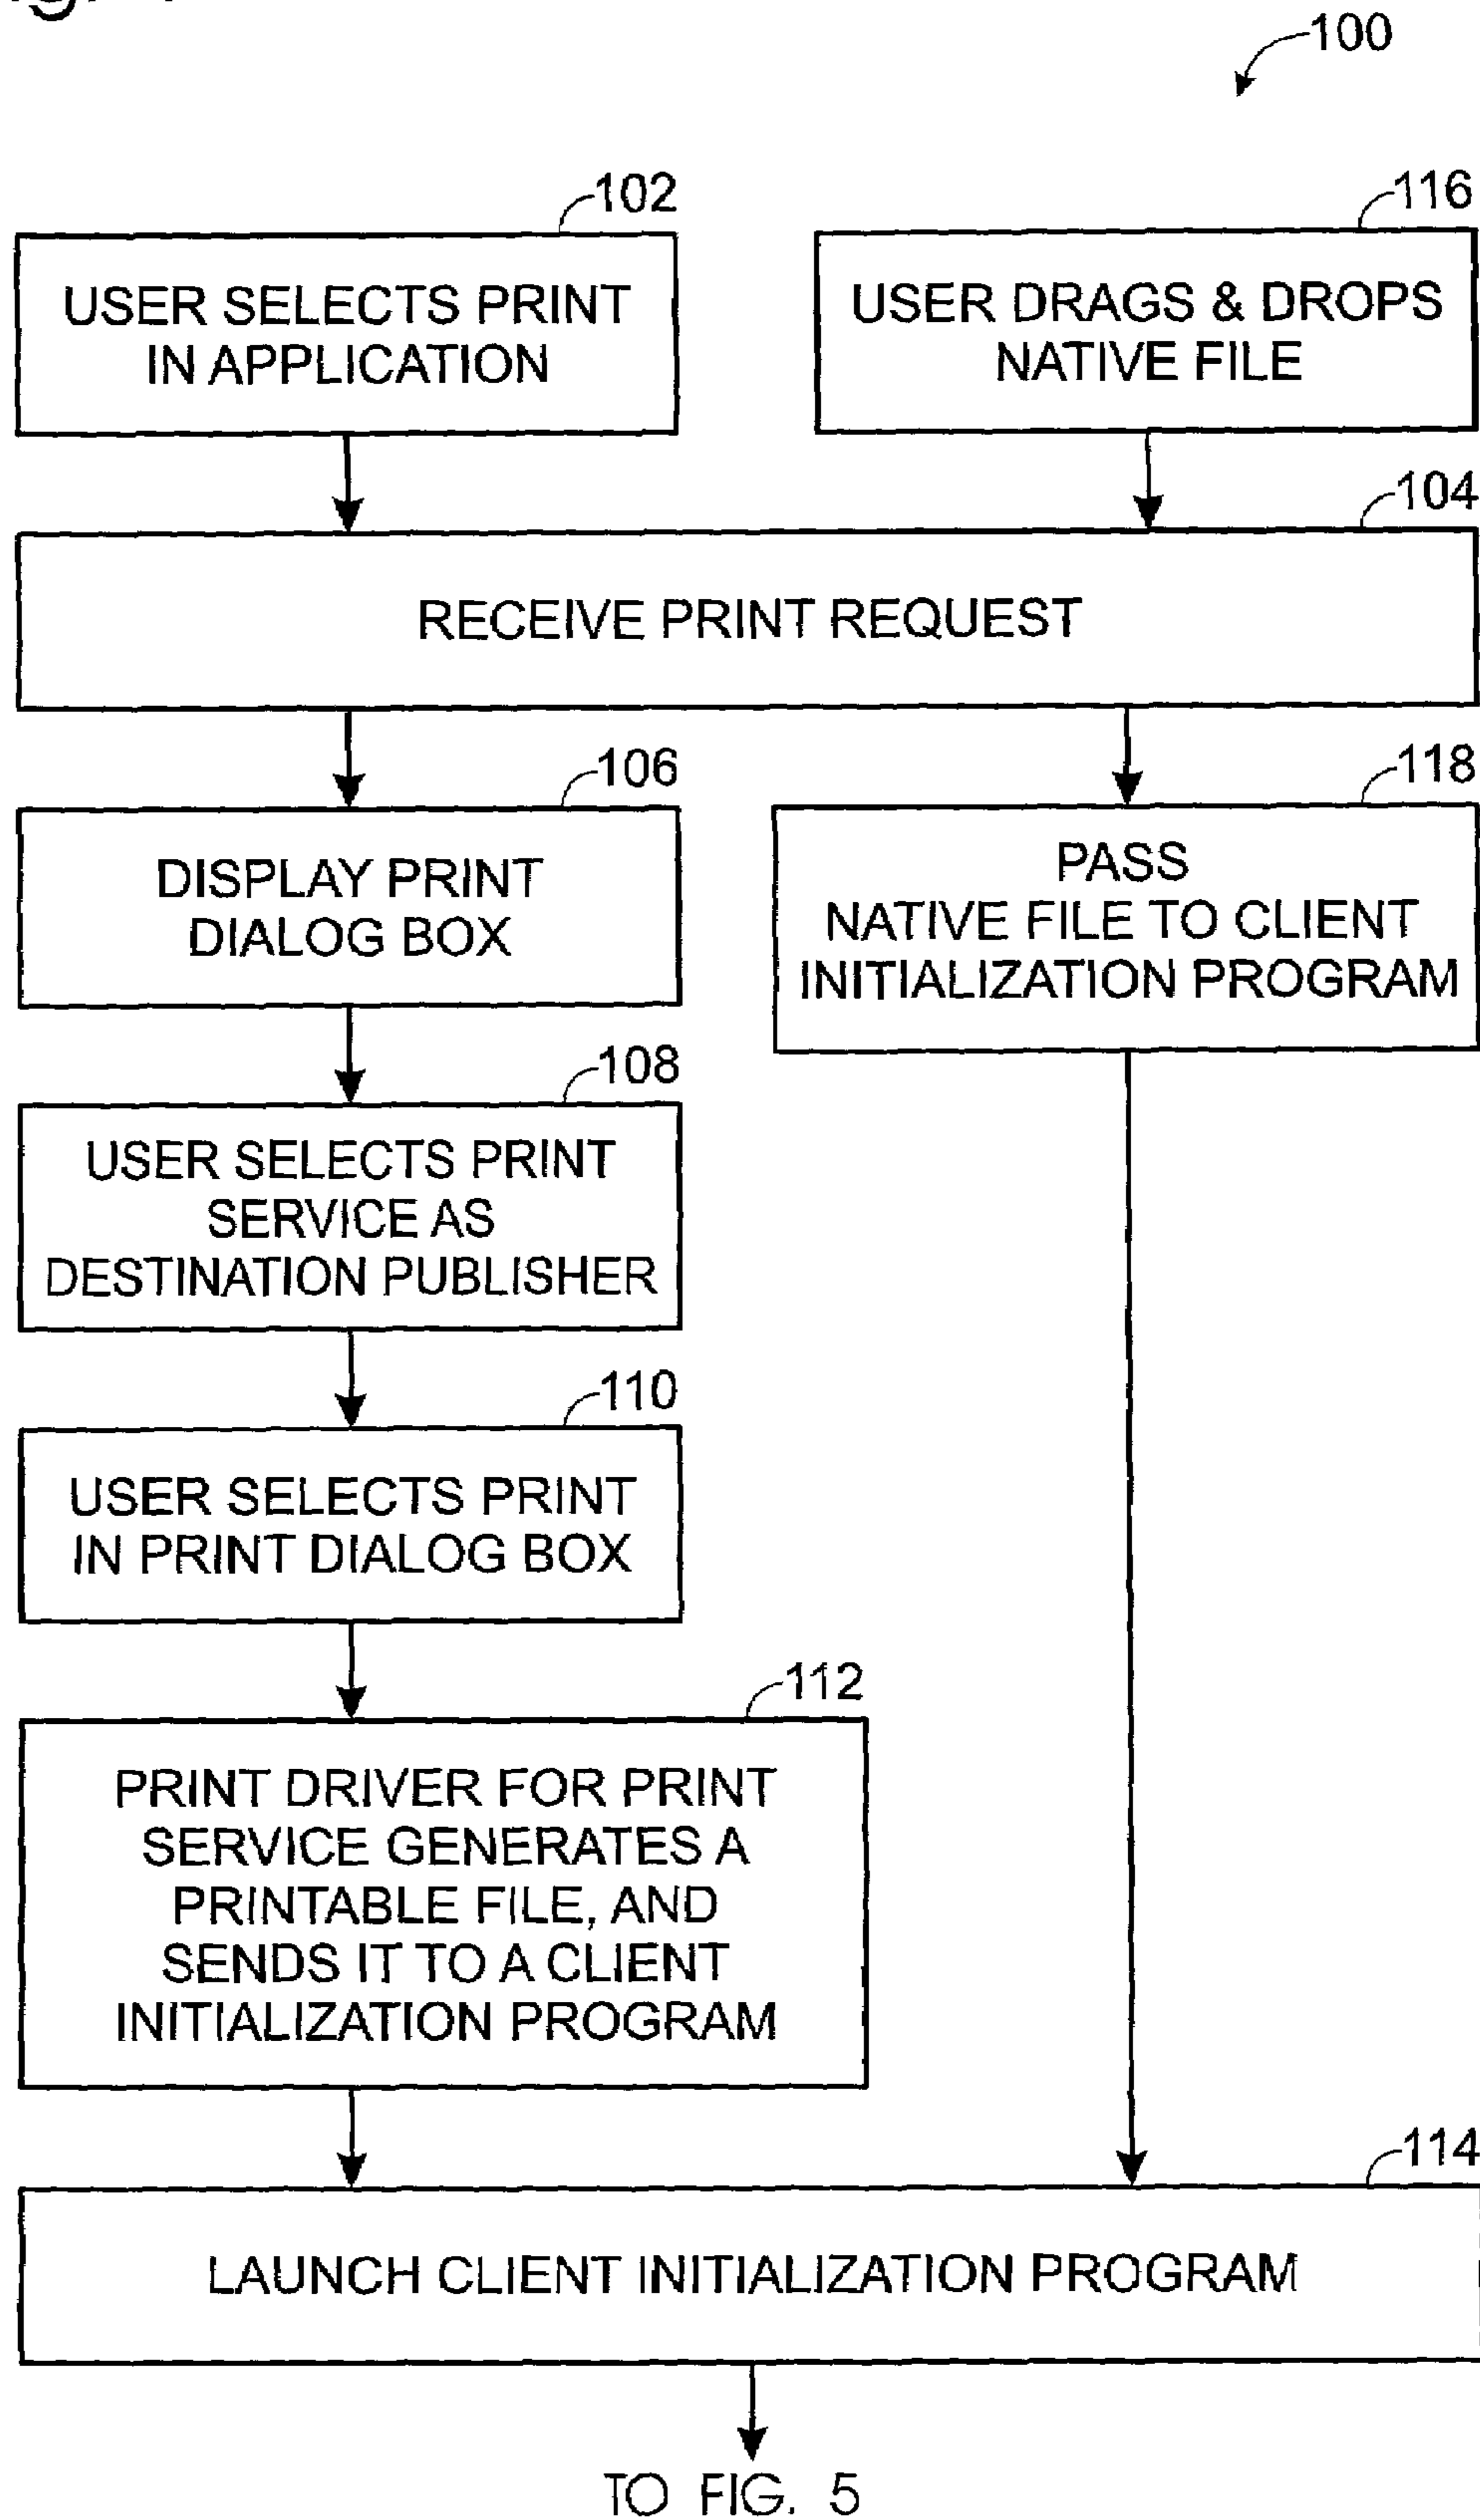 100
102
USER SELECTS PRINT
IN APPLICATION
116
USER DRAGS & DROPS
NATIVE FILE
104
RECEIVE PRINT REQUEST
106
DISPLAY PRINT
DIALOG BOX
118
PASS
NATIVE FILE TO CLIENT
INITIALIZATION PROGRAM
108
USER SELECTS PRINT
SERVICE AS
DESTINATION PUBLISHER
110
USER SELECTS PRINT
IN PRINT DIALOG BOX
112
PRINT DRIVER FOR PRINT
SERVICE GENERATES A
PRINTABLE FILE, AND
SENDS IT TO A CLIENT
INITIALIZATION PROGRAM
114
LAUNCH CLIENT INITIALIZATION PROGRAM
TO FIG. 5